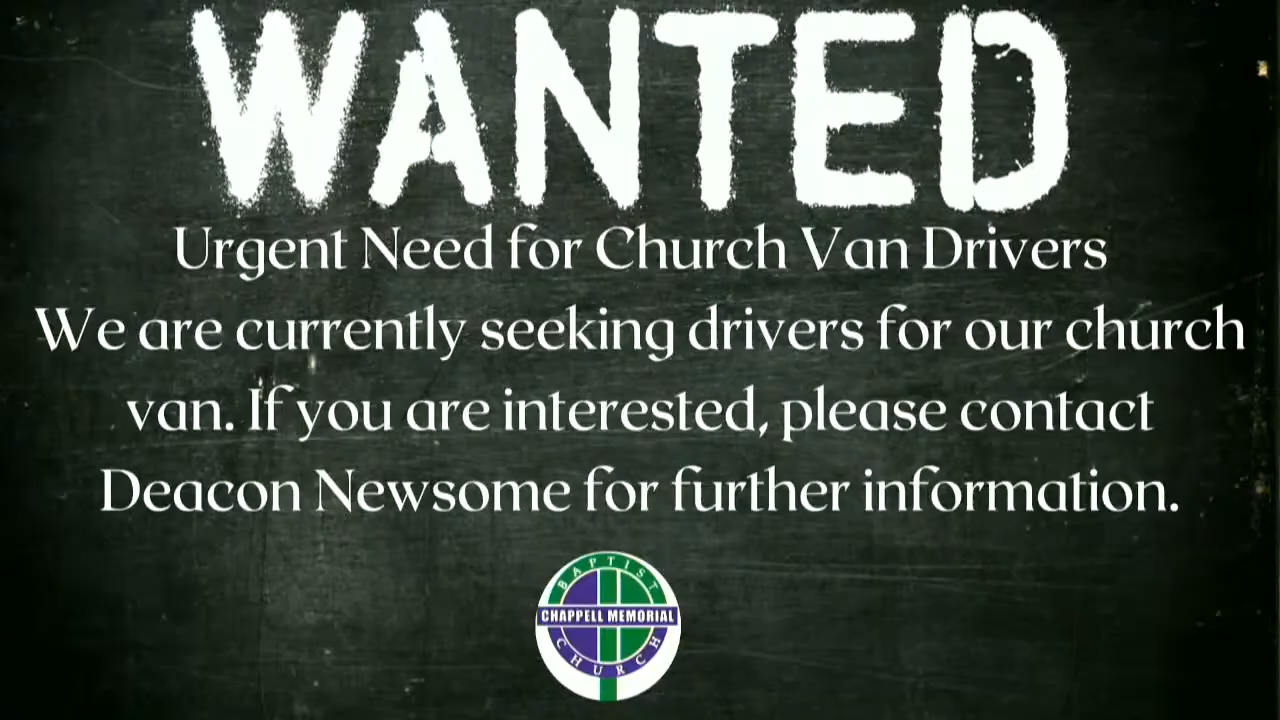 WANTED
Urgent Need for Church Van Drivers
We are currently seeking drivers for our church
van. If you are interested, please contact
Deacon Newsome for further information.
BAPTIST
CHAPPELL MEMORIAL
CHURCH